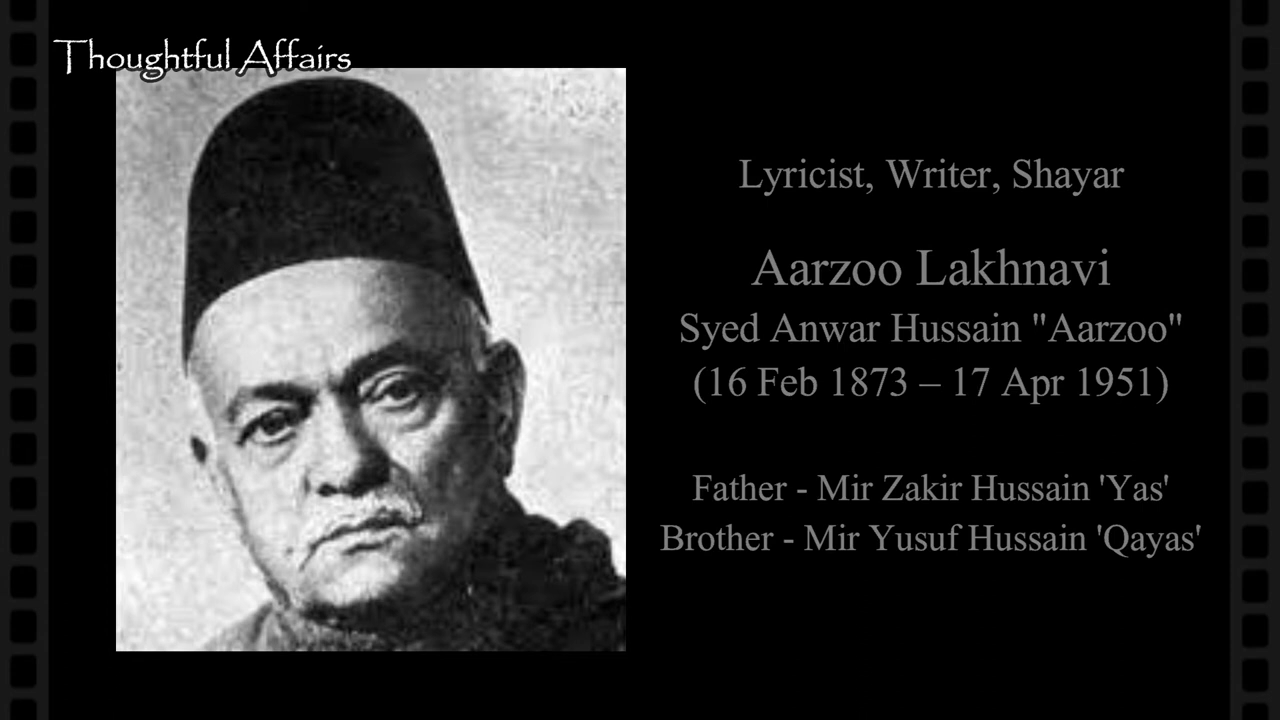 Thoughtful Affairs
Lyricist, Writer, Shayar
Aarzoo Lakhnavi
Syed Anwar Hussain "Aarzoo"
(16 Feb 1873 – 17 Apr 1951)
Father - Mir Zakir Hussain 'Yas'
Brother - Mir Yusuf Hussain 'Qayas'